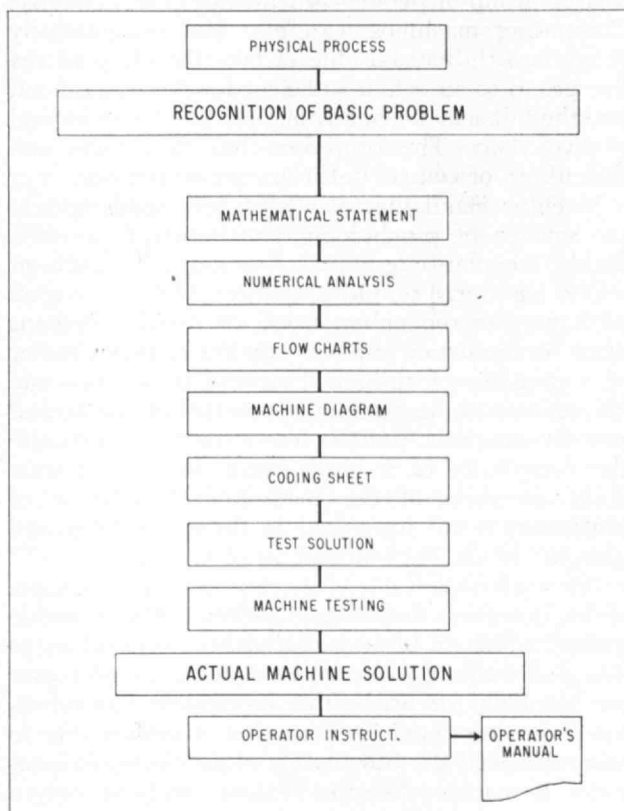 PHYSICAL PROCESS
RECOGNITION OF BASIC PROBLEM
MATHEMATICAL STATEMENT
NUMERICAL ANALYSIS
FLOW CHARTS
MACHINE DIAGRAM
CODING SHEET
TEST SOLUTION
MACHINE TESTING
ACTUAL MACHINE SOLUTION
OPERATOR INSTRUCT.
OPERATOR'S
MANUAL